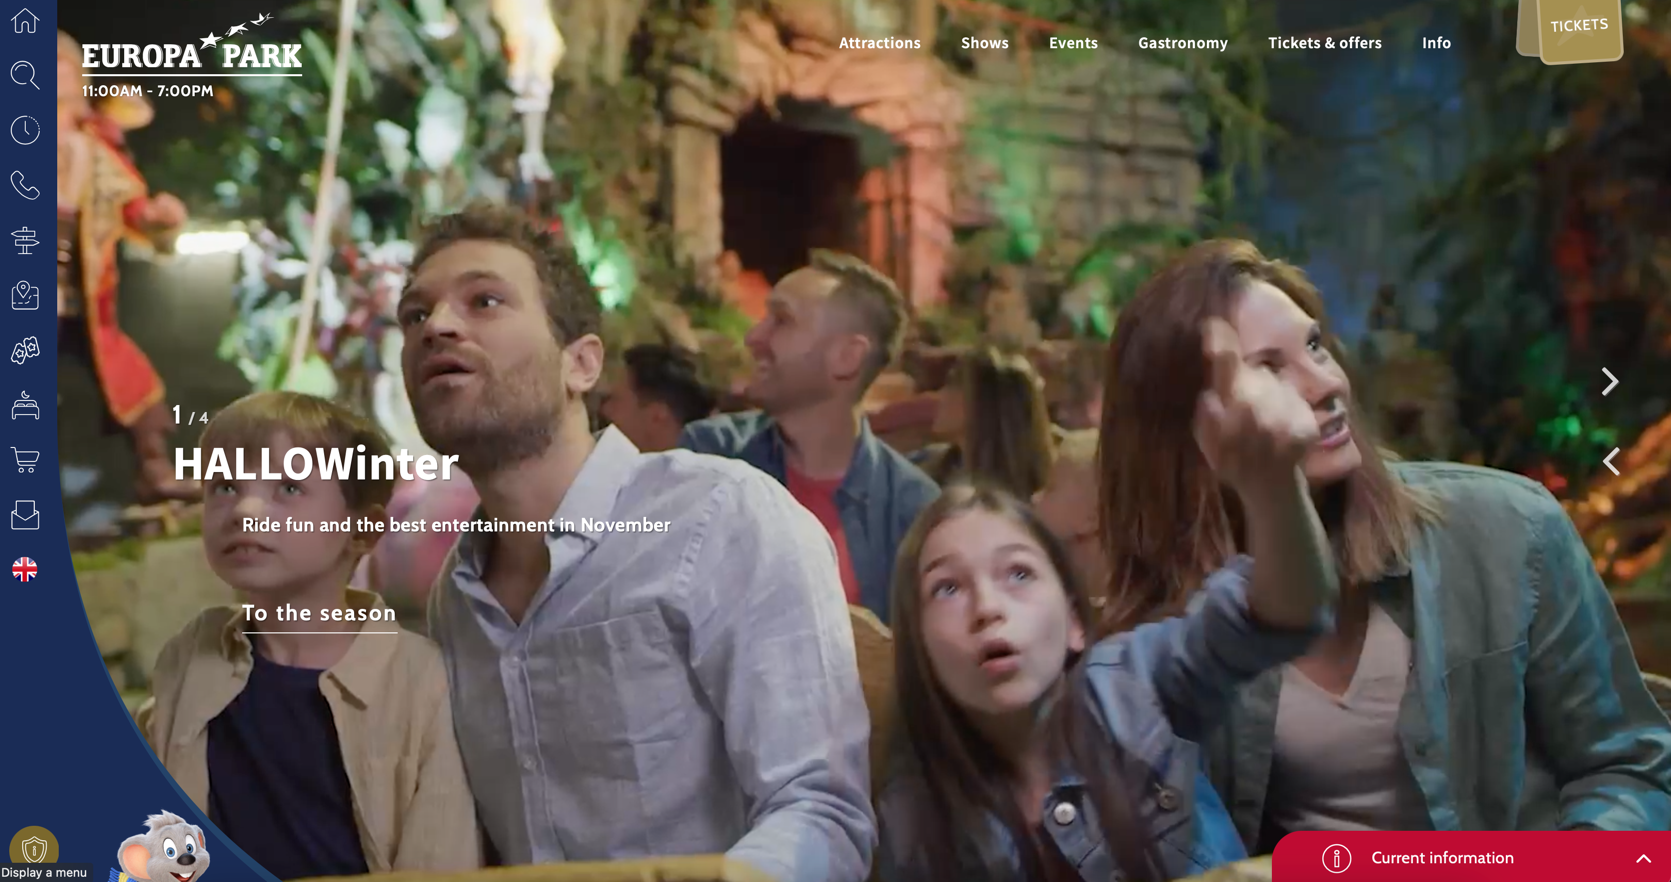 EUROPA PARK
11:00AM - 7:00PM
Attractions
Shows
Events
Gastronomy
Tickets & offers
Info
TICKETS
1 / 4
HALLOWinter
Ride fun and the best entertainment in November
To the season
Current information
Display a menu